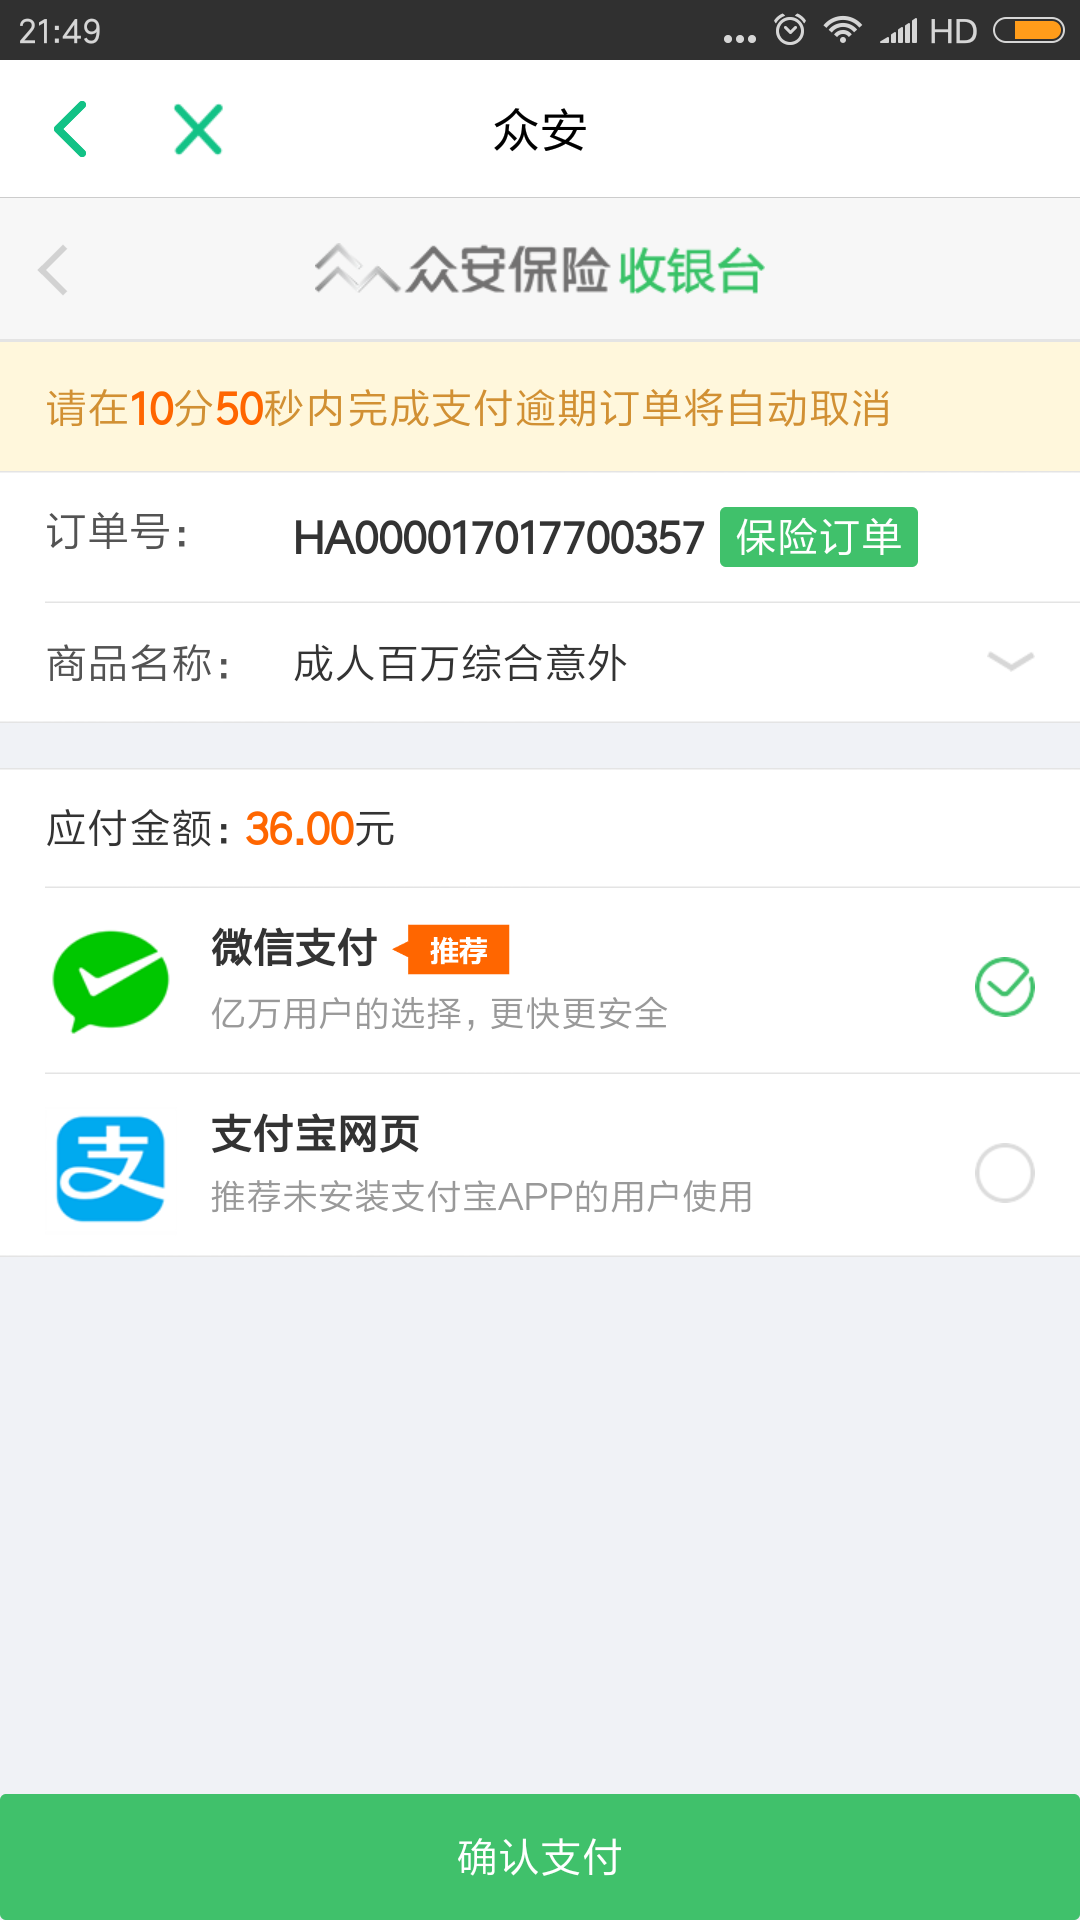 21:49 HD
众安
众安保险 收银台
请在10分50秒内完成支付逾期订单将自动取消
订单号: HA000017017700357 保险订单
商品名称: 成人百万综合意外
应付金额: 36.00元
微信支付 推荐
亿万用户的选择, 更快更安全
支
支付宝网页
推荐未安装支付宝APP的用户使用
确认支付